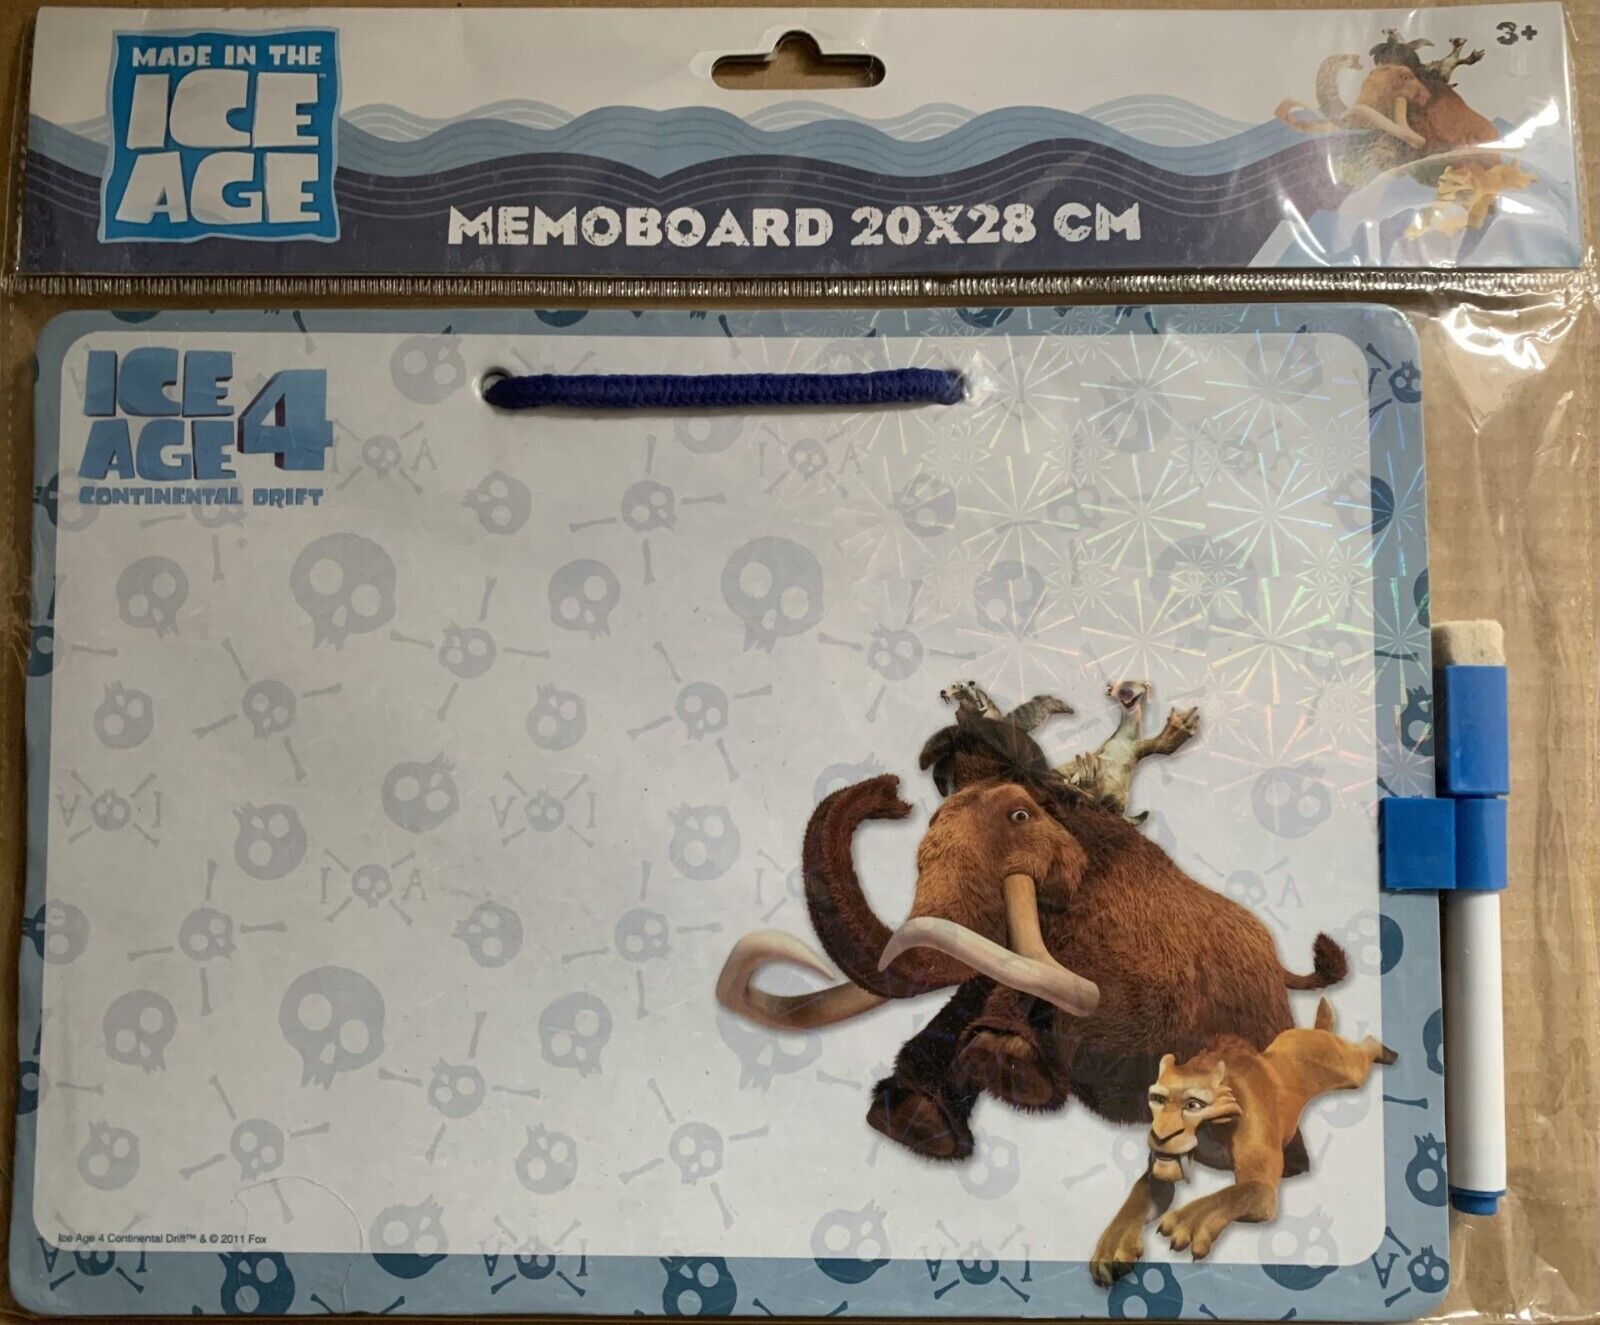 MADE IN THE
ICE™
AGE
3+
MEMOBOARD 20X28 CM
ICE
AGE 4
CONTINENTAL DRIFT
I A
I A
I A
I A
I A
Ice Age 4 Continental Drift™ & © 2011 Fox